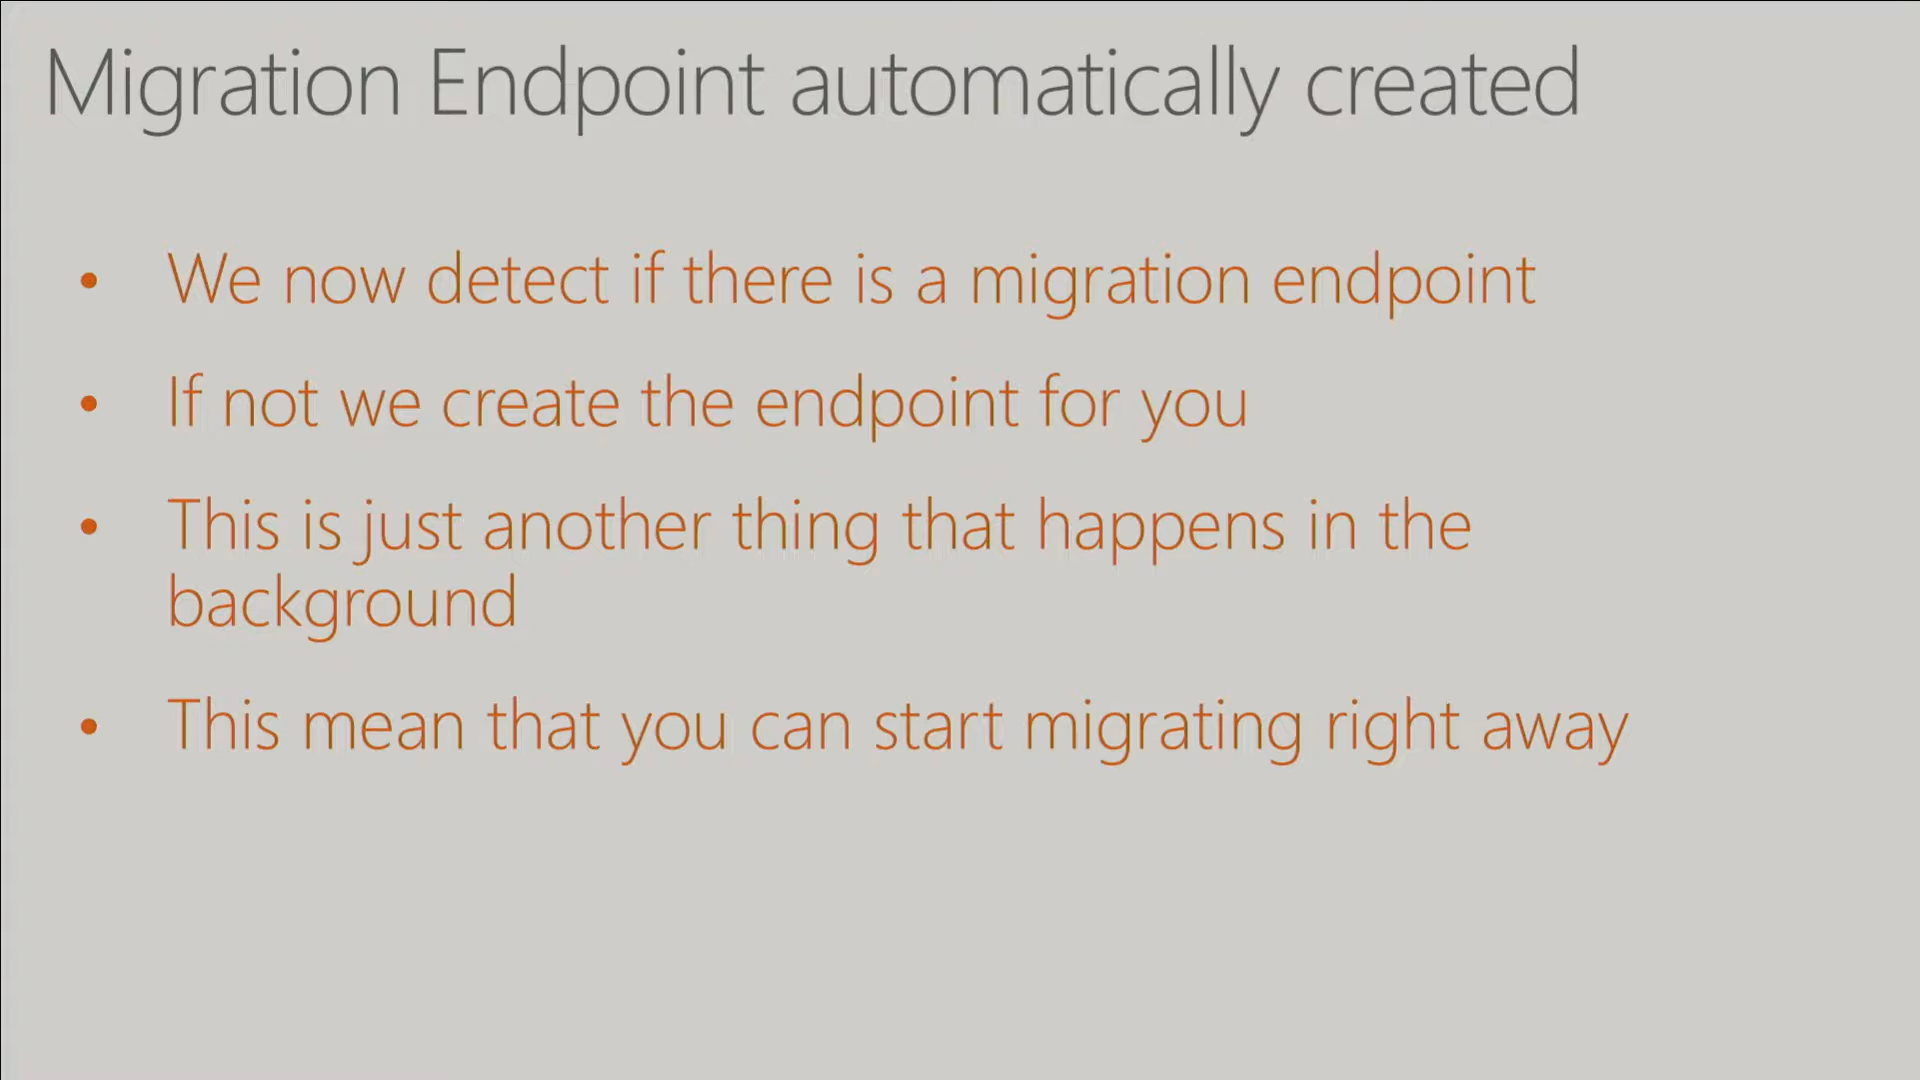 Migration Endpoint automatically created
• We now detect if there is a migration endpoint
• If not we create the endpoint for you
• This is just another thing that happens in the
background
• This mean that you can start migrating right away